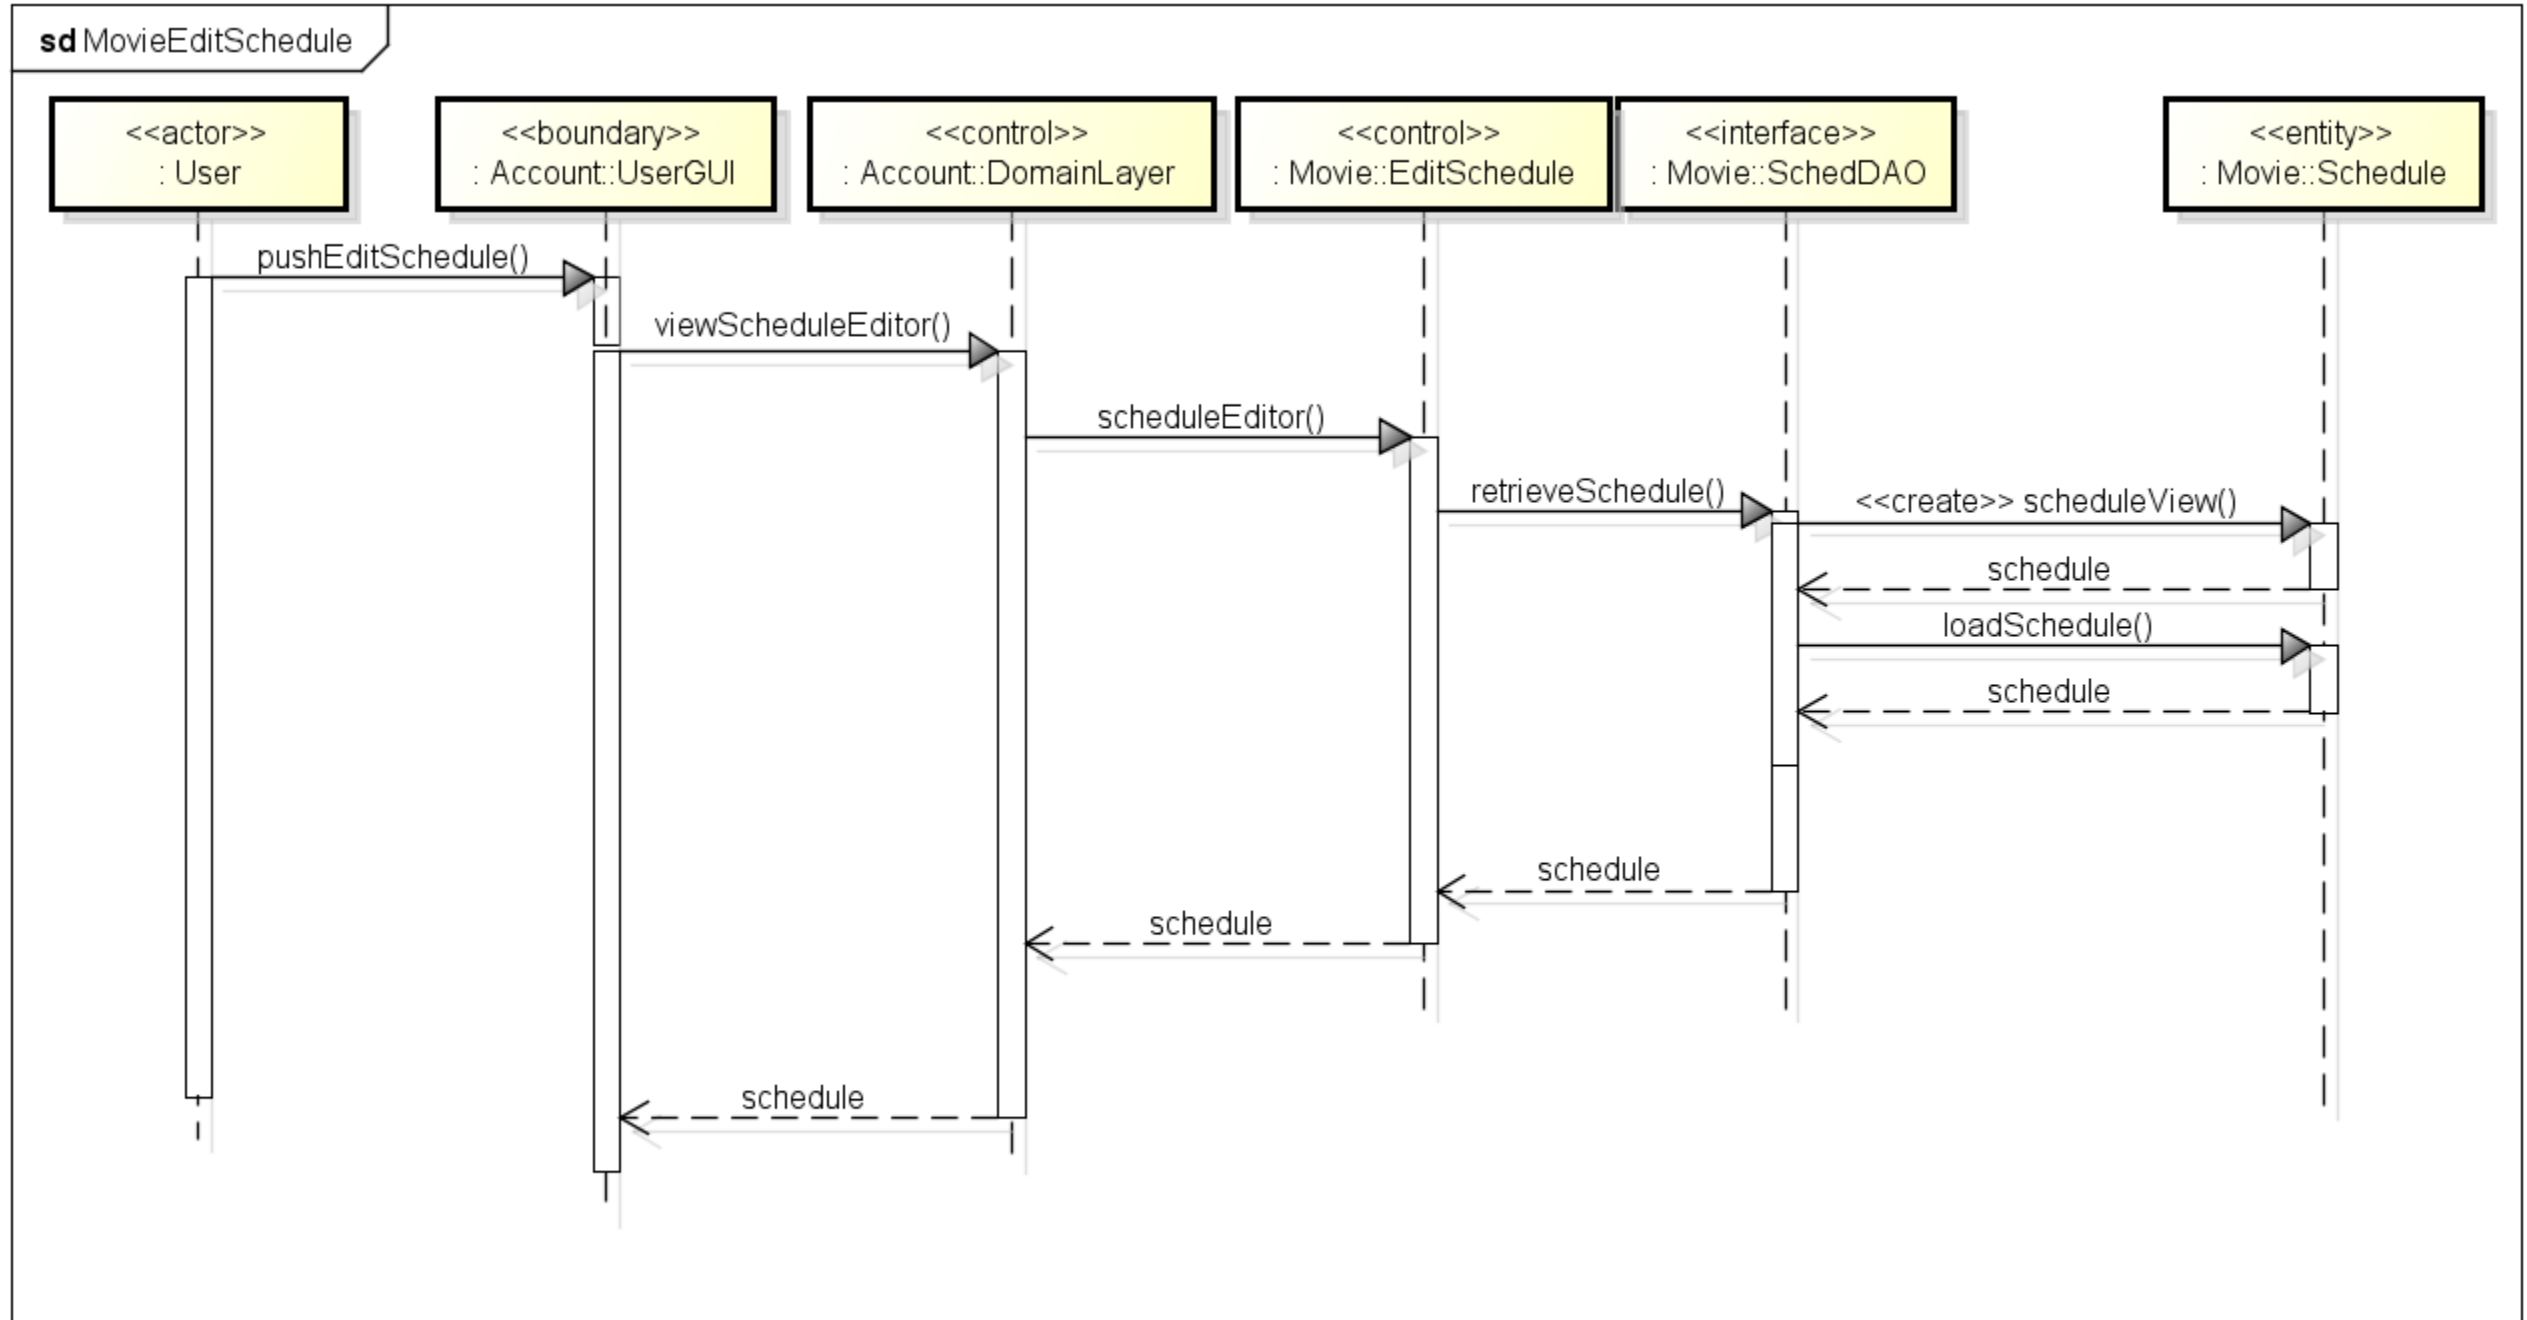 sd MovieEditSchedule
<<actor>>
: User
<<boundary>>
: Account::UserGUI
<<control>>
: Account::DomainLayer
<<control>>
: Movie::EditSchedule
<<interface>>
: Movie::SchedDAO
<<entity>>
: Movie::Schedule
pushEditSchedule()
viewScheduleEditor()
scheduleEditor()
retrieveSchedule()
<<create>> scheduleView()
schedule
loadSchedule()
schedule
schedule
schedule
schedule